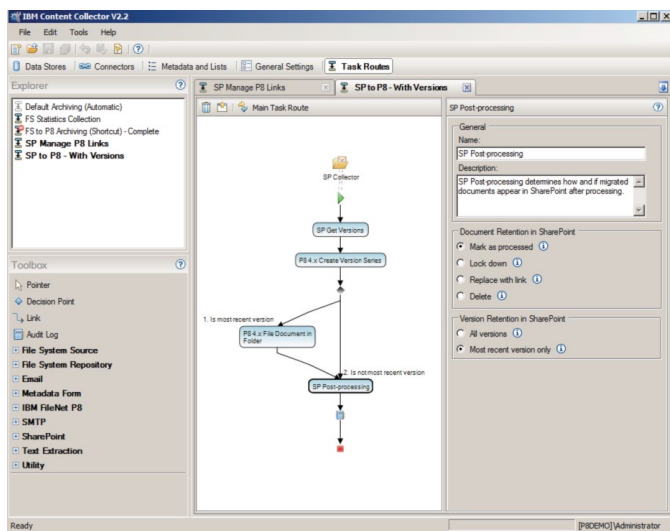 IBM Content Collector V2.2
File Edit Tools Help
Data Stores Connectors Metadata and Lists General Settings Task Routes
Explorer
Default Archiving (Automatic)
FS Statistics Collection
FS to P8 Archiving (Shortcut) - Complete
SP Manage P8 Links
SP to P8 - With Versions
Toolbox
Pointer
Decision Point
Link
Audit Log
File System Source
File System Repository
Email
Metadata Form
IBM FileNet P8
SMTP
SharePoint
Text Extraction
Utility
SP Manage P8 Links
SP to P8 - With Versions
Main Task Route
SP Collector
SP Get Versions
P8 4.x Create Version Series
1. Is most recent version
P8 4.x File Document in
Folder
2. Is not most recent version
SP Post-processing
SP Post-processing
General
Name:
SP Post-processing
Description:
SP Post-processing determines how and if migrated
documents appear in SharePoint after processing.
Document Retention in SharePoint
Mark as processed
Lock down
Replace with link
Delete
Version Retention in SharePoint
All versions
Most recent version only
Ready
[P8DEMO]\Administrator